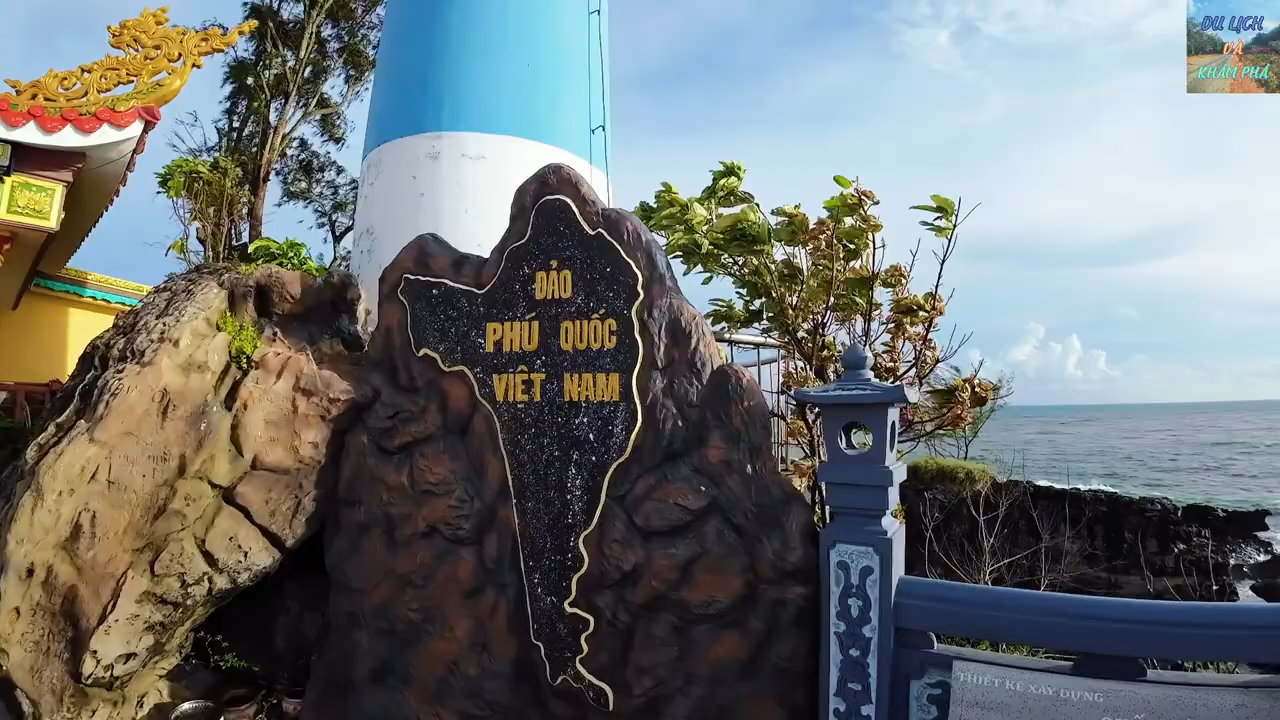 DU LỊCH
VÀ
KHÁM PHÁ
ĐẢO
PHÚ QUỐC
VIỆT NAM
THIẾT KẾ XÂY DỰNG